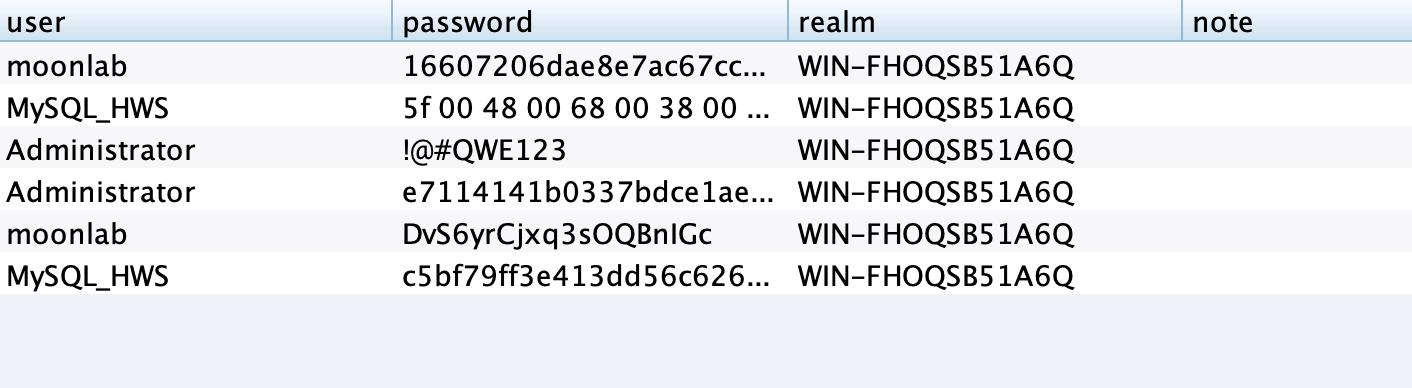 user password realm note
moonlab 16607206dae8e7ac67cc... WIN-FHOQSB51A6Q
MySQL_HWS 5f 00 48 00 68 00 38 00 ... WIN-FHOQSB51A6Q
Administrator !@#QWE123 WIN-FHOQSB51A6Q
Administrator e7114141b0337bdce1ae... WIN-FHOQSB51A6Q
moonlab DvS6yrCjxq3sOQBnIGc WIN-FHOQSB51A6Q
MySQL_HWS c5bf79ff3e413dd56c626... WIN-FHOQSB51A6Q